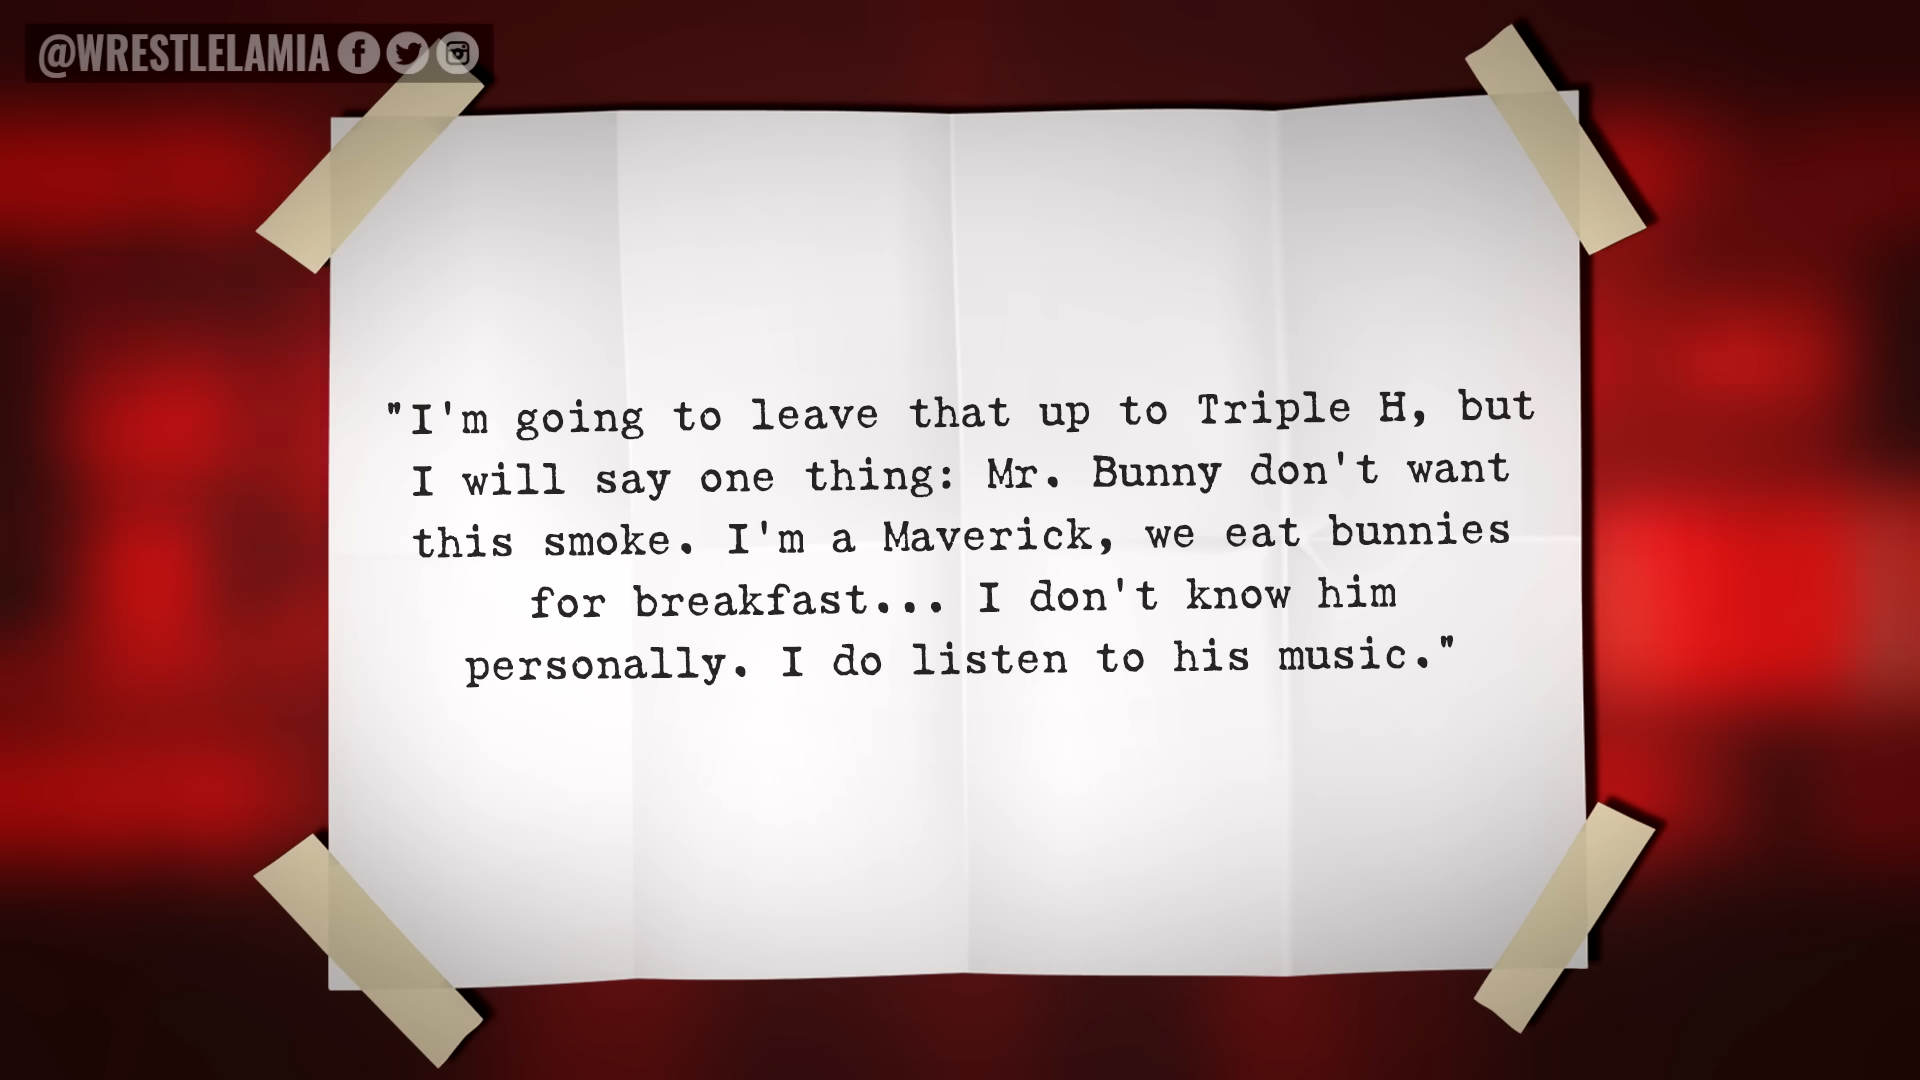 @WRESTLELAMIA
"I'm going to leave that up to Triple H, but
I will say one thing: Mr. Bunny don't want
this smoke. I'm a Maverick, we eat bunnies
for breakfast... I don't know him
personally. I do listen to his music."